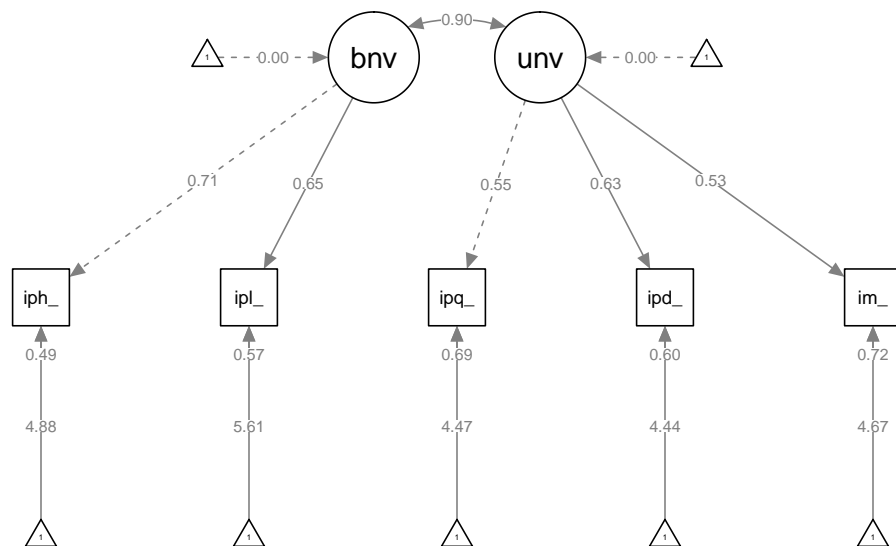 0.90
1 0.00 bnv unv 0.00 1
0.71 0.65 0.55 0.63 0.53
iph_ ipl_ ipq_ ipd_ im_
0.49 0.57 0.69 0.60 0.72
4.88 5.61 4.47 4.44 4.67
1 1 1 1 1